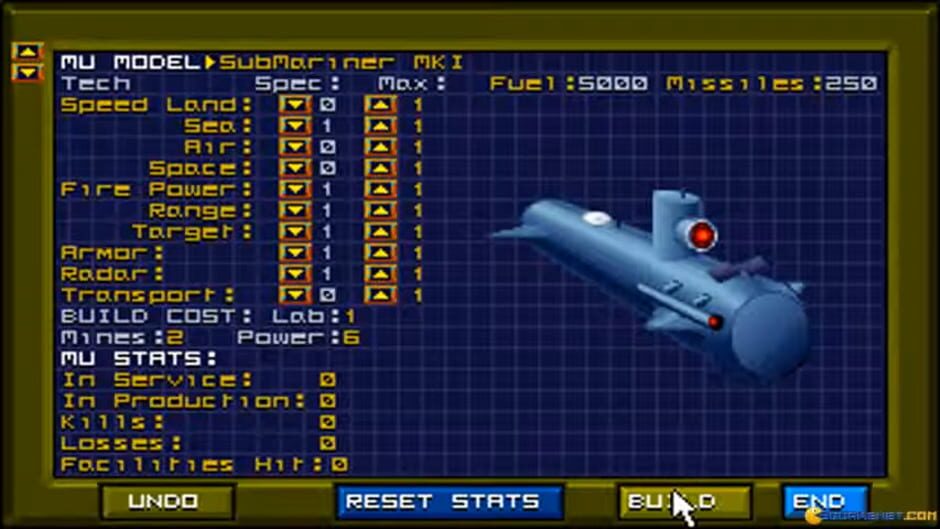 MU MODEL SubMariner MKI
Tech Spec: Max: Fuel:5000 Missiles:250
Speed Land: 0 1
Sea: 1 1
Air: 0 1
Space: 0 1
Fire Power: 1 1
Range: 1 1
Target: 1 1
Armor: 1 1
Radar: 1 1
Transport: 0 1
BUILD COST: Lab:1
Mines:2 Power:6
MU STATS:
In Service: 0
In Production: 0
Kills: 0
Losses: 0
Facilities Hit:0
UNDO RESET STATS BUILD END
SQUAKENET.COM